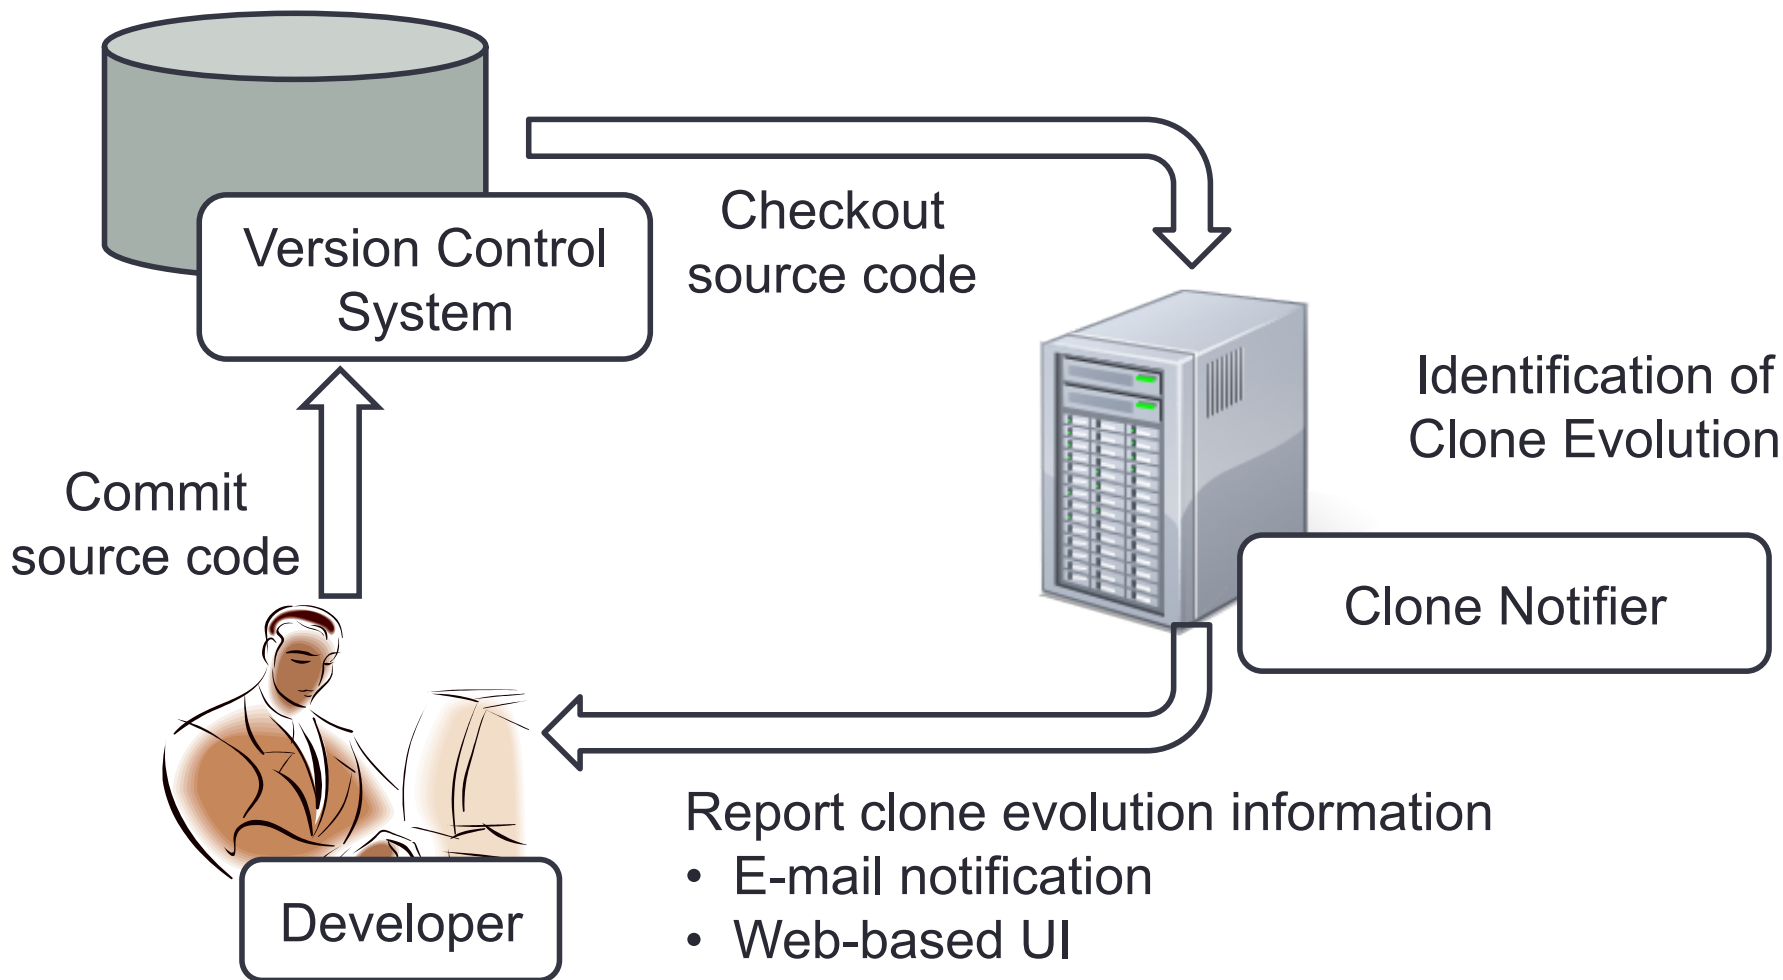 Version Control
System
Checkout
source code
Identification of
Clone Evolution
Commit
source code
Clone Notifier
Report clone evolution information
• E-mail notification
• Web-based UI
Developer